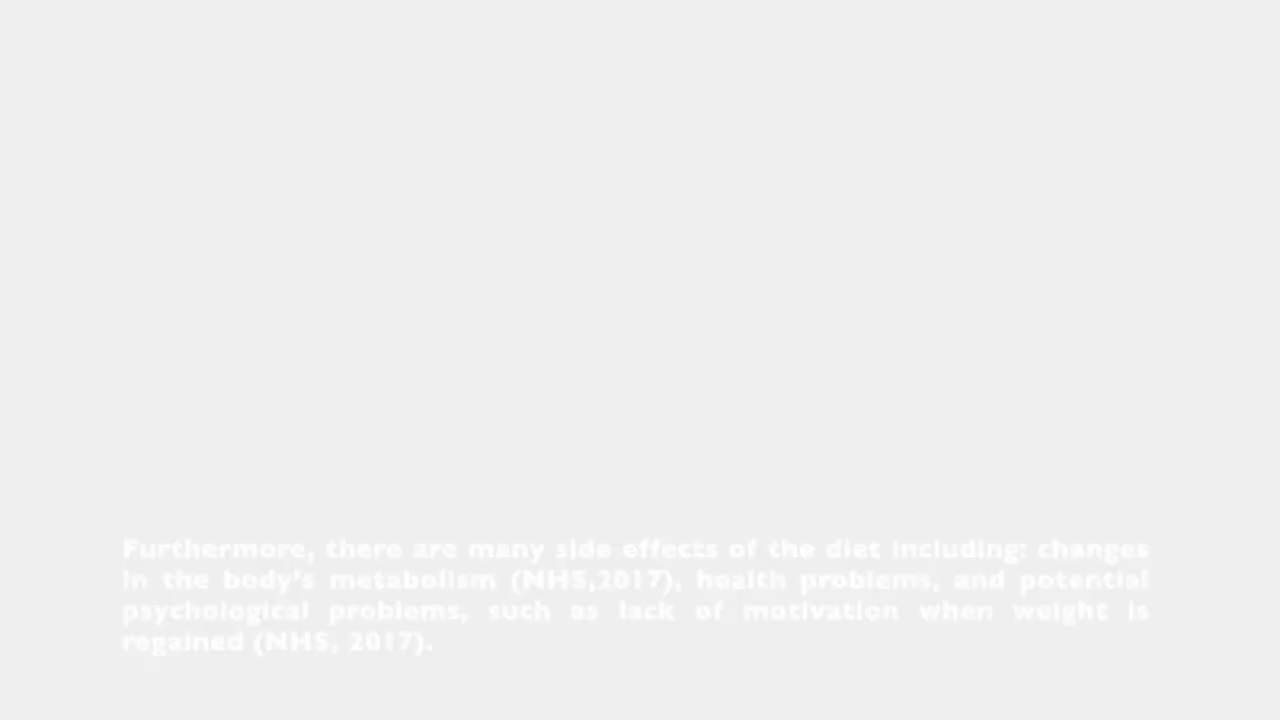 Furthermore, there are many side effects of the diet including: changes
in the body's metabolism (NHS,2017), health problems, and potential
psychological problems, such as lack of motivation when weight is
regained (NHS, 2017).